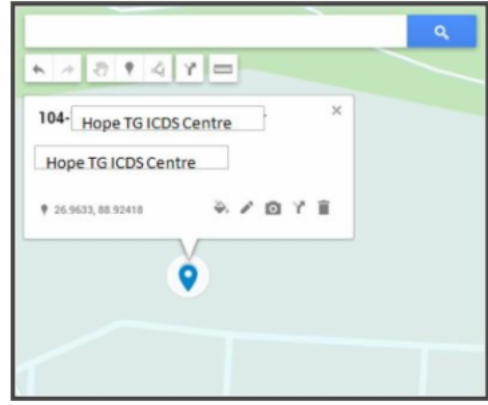 104- Hope TG ICDS Centre
Hope TG ICDS Centre
26.9633, 88.92418